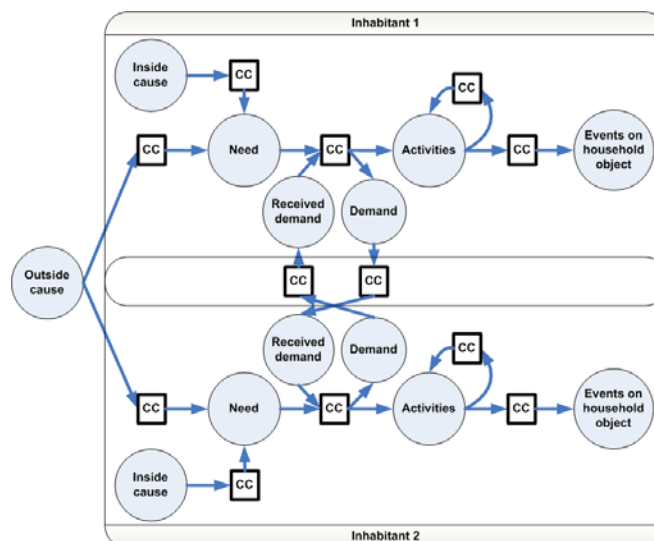 Inhabitant 1
Inside
cause
CC
CC
CC
Need
CC
Activities
CC
Events on
household
object
Received
demand
Demand
Outside
cause
CC
CC
Received
demand
Demand
CC
CC
Need
CC
Activities
CC
Events on
household
object
Inside
cause
CC
Inhabitant 2